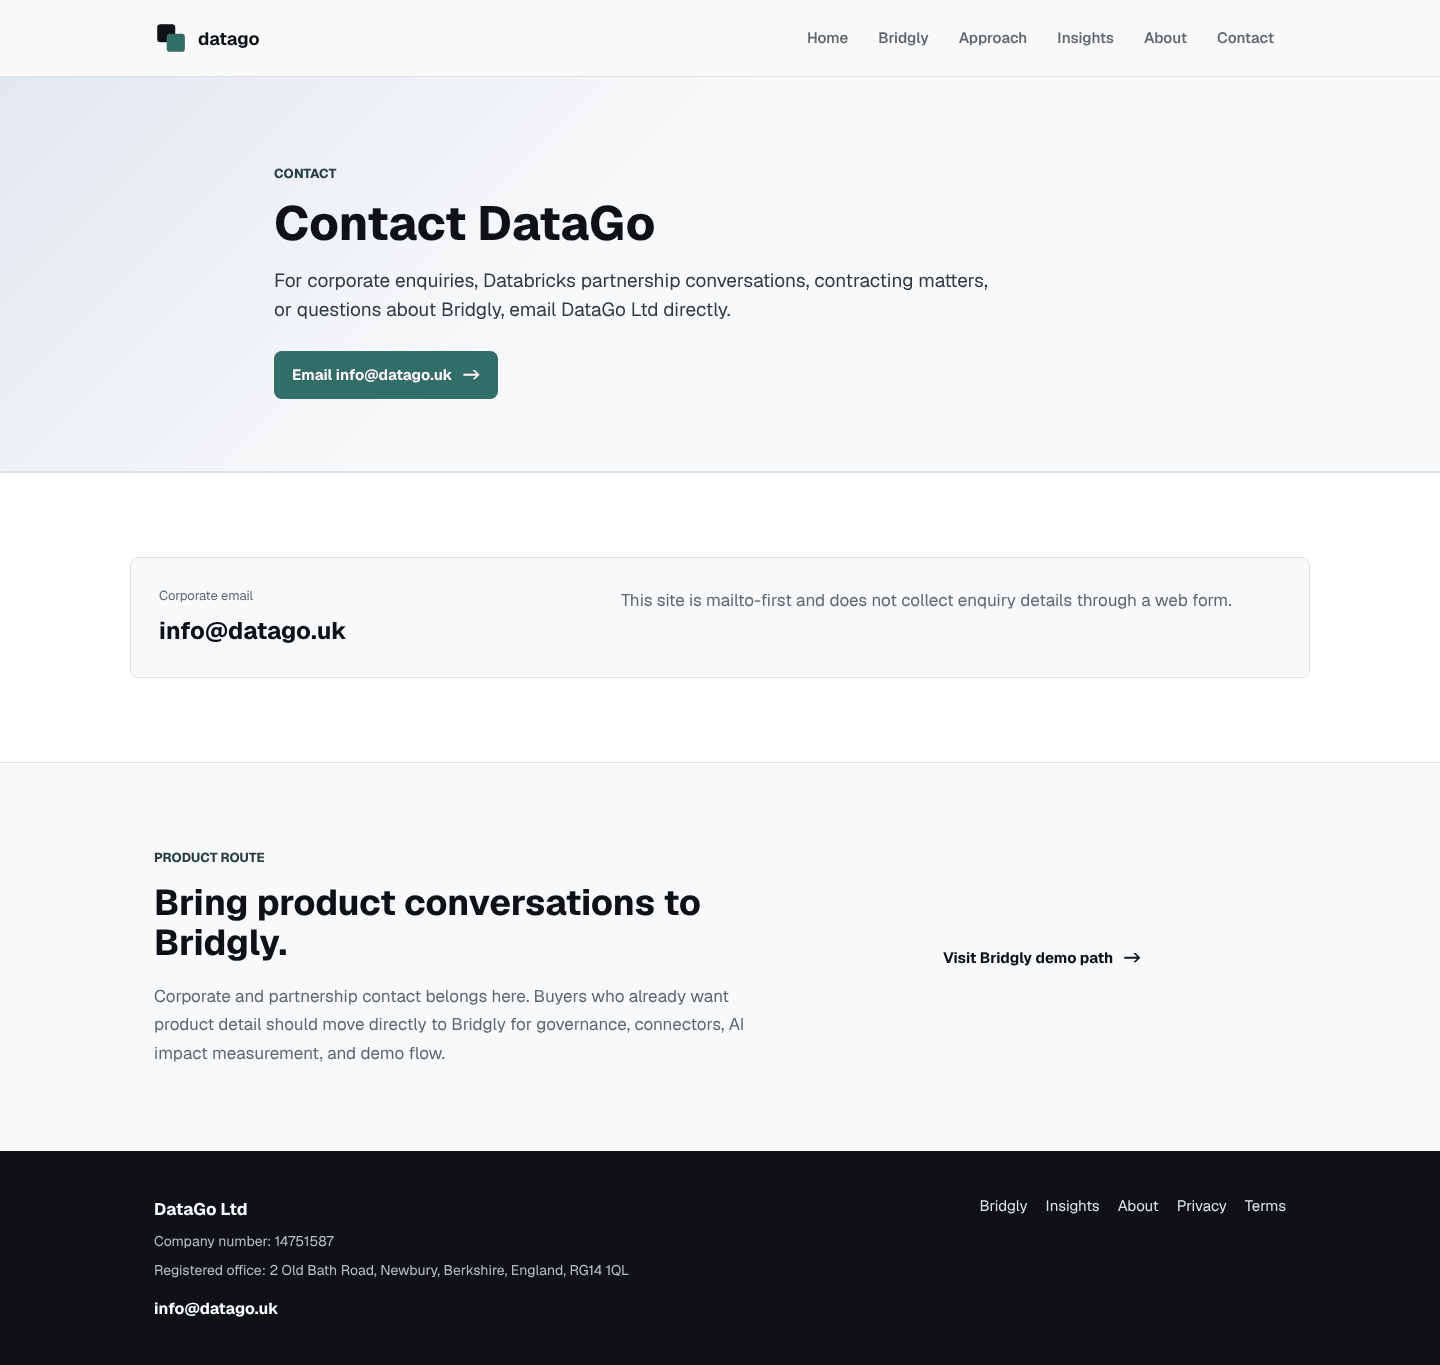 datago
Home Bridgly Approach Insights About Contact
CONTACT
Contact DataGo
For corporate enquiries, Databricks partnership conversations, contracting matters,
or questions about Bridgly, email DataGo Ltd directly.
Email info@datago.uk →
Corporate email
info@datago.uk
This site is mailto-first and does not collect enquiry details through a web form.
PRODUCT ROUTE
Bring product conversations to
Bridgly.
Corporate and partnership contact belongs here. Buyers who already want
product detail should move directly to Bridgly for governance, connectors, AI
impact measurement, and demo flow.
Visit Bridgly demo path →
DataGo Ltd
Company number: 14751587
Registered office: 2 Old Bath Road, Newbury, Berkshire, England, RG14 1QL
info@datago.uk
Bridgly Insights About Privacy Terms